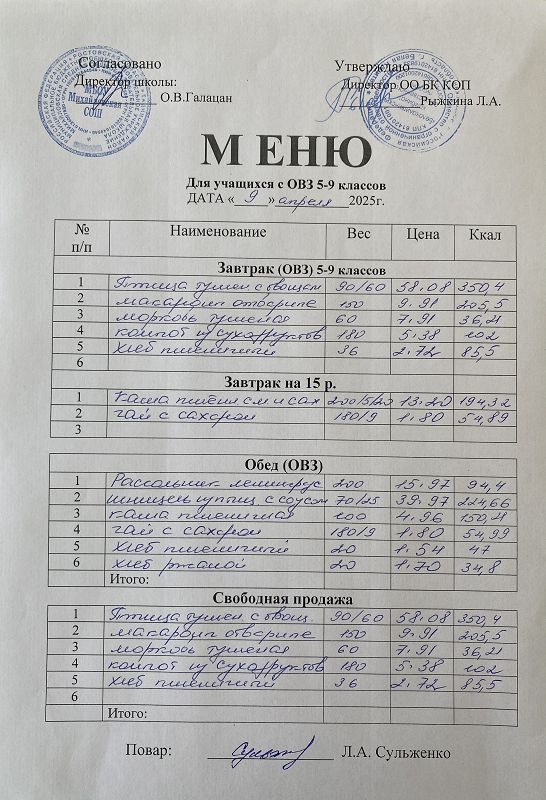 Согласовано Утверждаю
Директор школы: Директор ОО БК КОП
О.В.Галацан Рыжкина Л.А.
М ЕНЮ
Для учащихся с ОВЗ 5-9 классов
ДАТА « 9 » апреля 2025г.
№ п/п Наименование Вес Цена Ккал
Завтрак (ОВЗ) 5-9 классов
1 Птица тушен с овощам 90/60 58.08 350,4
2 макароны отварные 150 9.91 205,5
3 морковь тушеная 60 7.91 36,21
4 компот из сухофруктов 180 5.38 102
5 хлеб пшеничный 36 2.72 85,5
6
Завтрак на 15 р.
1 Каша пшен с м и сах 200/5/20 13.20 194,32
2 чай с сахаром 180/9 1.80 54,89
3
Обед (ОВЗ)
1 Рассольник ленинград 200 15.97 94,4
2 шницель из птиц с соусом 70/25 39.97 224,66
3 каша пшеничная 100 4.96 150,21
4 чай с сахаром 180/9 1.80 54,99
5 хлеб пшеничный 20 1.54 47
6 хлеб ржаной 20 1.70 34,8
Итого:
Свободная продажа
1 Птица тушен с овощ. 90/60 58.08 350,4
2 макароны отварные 150 9.91 205,5
3 морковь тушеная 60 7.91 36,21
4 компот из сухофруктов 180 5.38 102
5 хлеб пшеничный 36 2.72 85,5
6
Итого:
Повар: Л.А. Сульженко